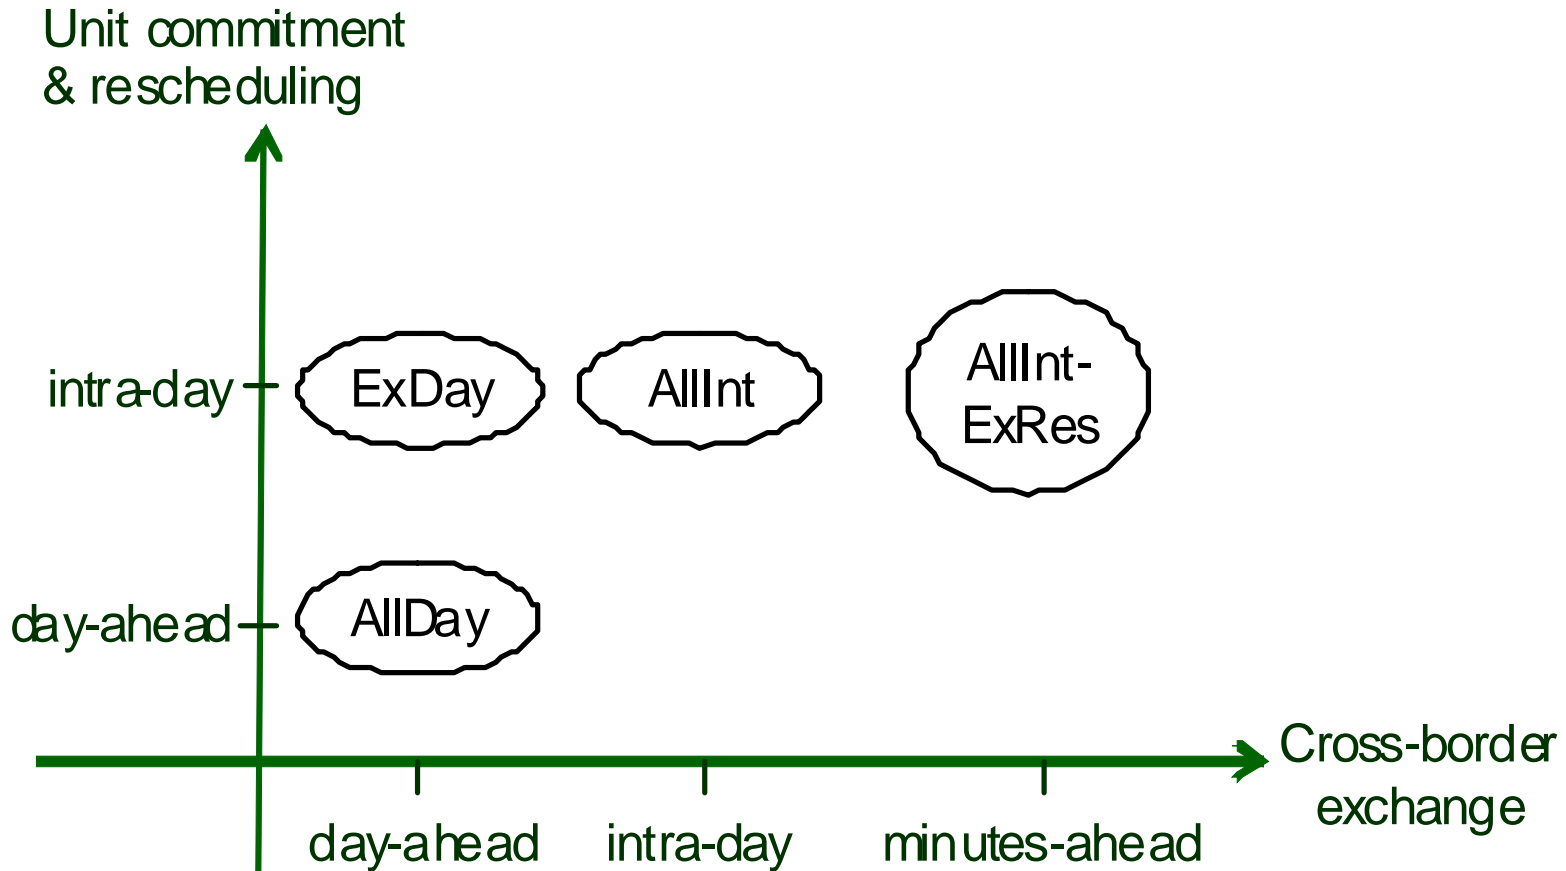 Unit commitment
& rescheduling
intra-day
ExDay
AllInt
AllInt-
ExRes
day-ahead
AllDay
Cross-border
exchange
day-ahead
intra-day
minutes-ahead